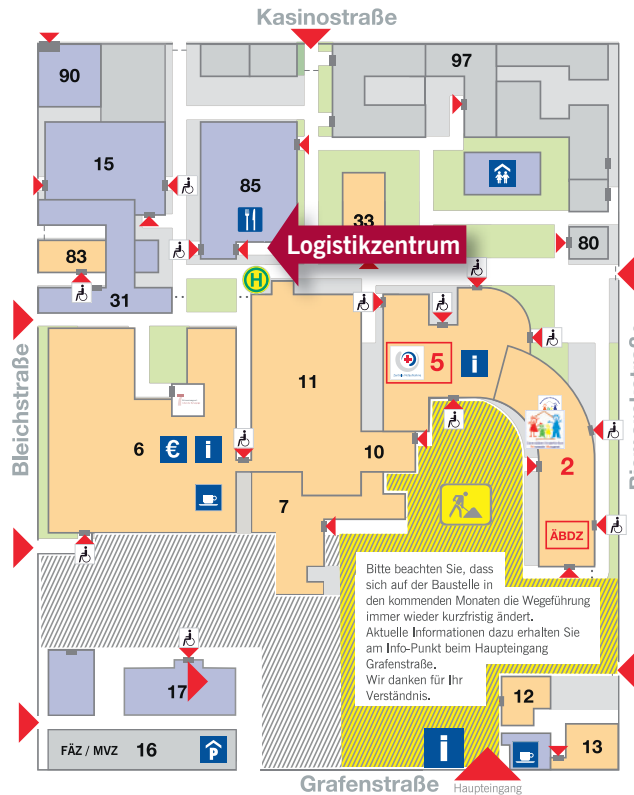 Kasinostraße
97
90
15
85
33
Logistikzentrum
80
83
31
H
11
5
i
Bleichstraße
6
€
i
10
2
7
ÄBDZ
Bitte beachten Sie, dass
sich auf der Baustelle in
den kommenden Monaten die Wegeführung
immer wieder kurzfristig ändert.
Aktuelle Informationen dazu erhalten Sie
am Info-Punkt beim Haupteingang
Grafenstraße.
Wir danken für Ihr
Verständnis.
17
12
FÄZ / MVZ
16
P
i
13
Grafenstraße
Haupteingang